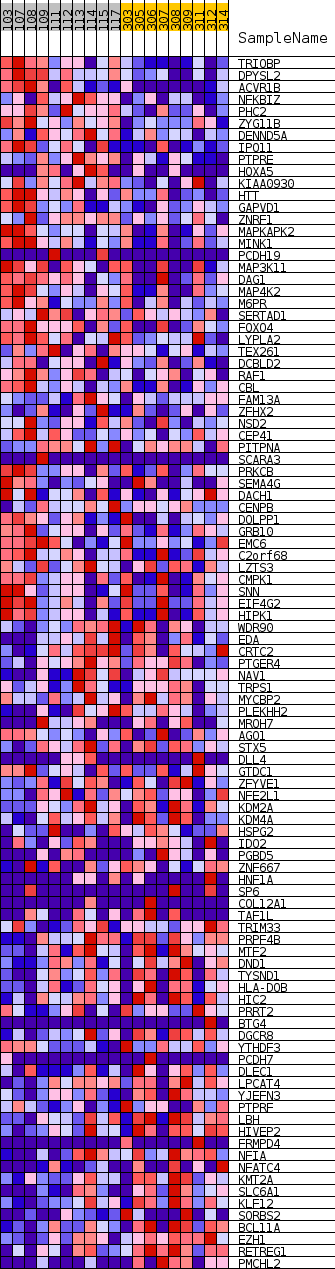 103 107 108 109 111 112 113 114 115 117 303 305 306 307 308 309 311 312 314
SampleName
TRIOBP
DPYSL2
ACVR1B
NFKBIZ
PHC2
ZYG11B
DENND5A
IPO11
PTPRE
HOXA5
KIAA0930
HTT
GAPVD1
ZNRF1
MAPKAPK2
MINK1
PCDH19
MAP3K11
DAG1
MAP4K2
M6PR
SERTAD1
FOXO4
LYPLA2
TEX261
DCBLD2
RAF1
CBL
FAM13A
ZFHX2
NSD2
CEP41
PITPNA
SCARA3
PRKCB
SEMA4G
DACH1
CENPB
DOLPP1
GRB10
EMC6
C2orf68
LZTS3
CMPK1
SNN
EIF4G2
HIPK1
WDR90
EDA
CRTC2
PTGER4
NAV1
TRPS1
MYCBP2
PLEKHH2
MROH7
AGO1
STX5
DLL4
GTDC1
ZFYVE1
NFE2L1
KDM2A
KDM4A
HSPG2
IDO2
PGBD5
ZNF667
HNF1A
SP6
COL12A1
TAF1L
TRIM33
PRPF4B
MTF2
DND1
TYSND1
HLA-DOB
HIC2
PRRT2
BTG4
DGCR8
YTHDF3
PCDH7
DLEC1
LPCAT4
YJEFN3
PTPRF
LBH
HIVEP2
FRMPD4
NFIA
NFATC4
KMT2A
SLC6A1
KLF12
SORBS2
BCL11A
EZH1
RETREG1
PMCHL2